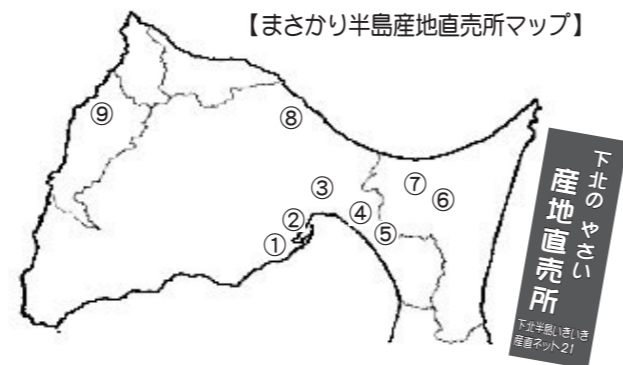 【まさかり半島産地直売所マップ】
⑨
⑧
③
⑦
⑥
②
④
①
⑤
下北の やさい
産地直売所
下北半島いきいき
産直ネット21